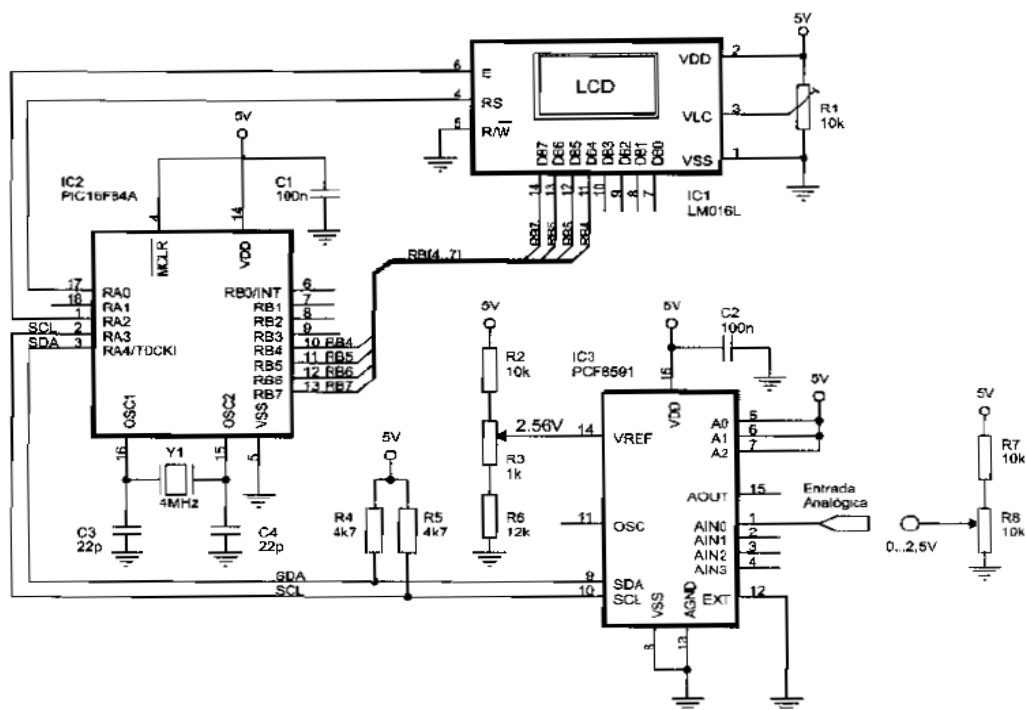 5V
6
E
2
VDD
LCD
4
RS
5
R/W
VLC
3
R1
10k
VSS
1
DB7
DB6
DB5
DB4
DB3
DB2
DB1
DB0
14
13
12
11
10
9
8
7
RB7
RB6
RB5
RB4
IC1
LM016L
5V
IC2
PIC16F84A
C1
100n
4
14
MCLR
VDD
RB[4..7]
17
RA0
18
RA1
1
RA2
SCL
2
RA3
SDA
3
RA4/T0CKI
RB0/INT
6
RB1
7
RB2
8
RB3
9
RB4
10
RB4
RB5
11
RB5
RB6
12
RB6
RB7
13
RB7
OSC1
OSC2
VSS
16
15
5
Y1
4MHz
C3
22p
C4
22p
5V
R2
10k
R3
1k
R6
12k
2.56V
5V
R4
4k7
R5
4k7
5V
C2
100n
IC3
PCF8591
16
VDD
14
VREF
11
OSC
SDA
9
SDA
SCL
10
SCL
VSS
AGND
8
13
A0
5
A1
6
A2
7
5V
AOUT
15
AIN0
1
AIN1
2
AIN2
3
AIN3
4
EXT
12
Entrada
Analógica
0...2,5V
5V
R7
10k
R8
10k